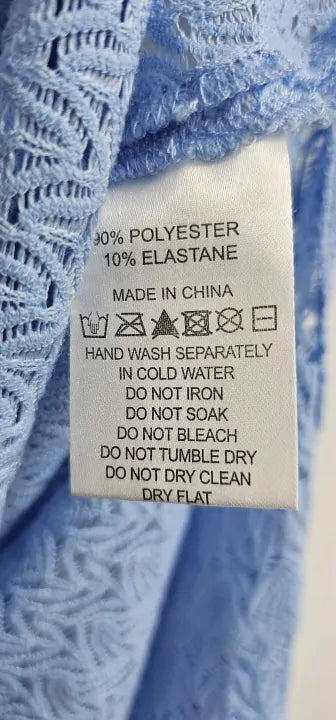 90% POLYESTER
10% ELASTANE
MADE IN CHINA
HAND WASH SEPARATELY
IN COLD WATER
DO NOT IRON
DO NOT SOAK
DO NOT BLEACH
DO NOT TUMBLE DRY
DO NOT DRY CLEAN
DRY FLAT